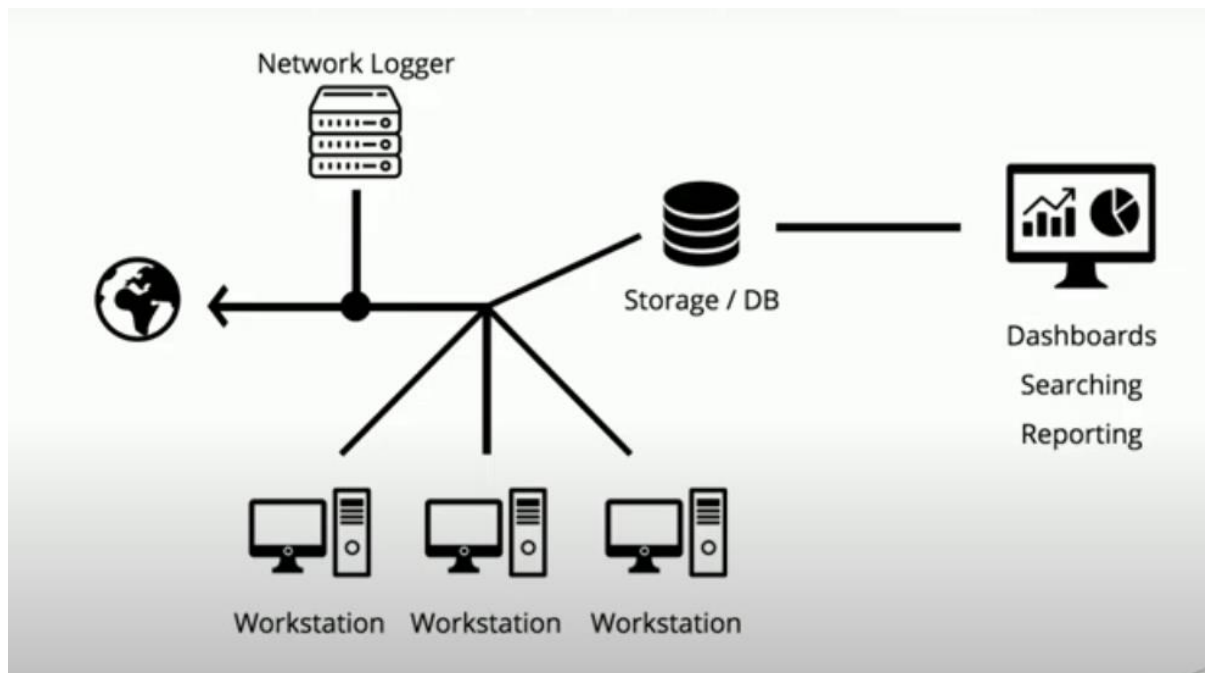 Network Logger
Storage / DB
Dashboards
Searching
Reporting
Workstation
Workstation
Workstation